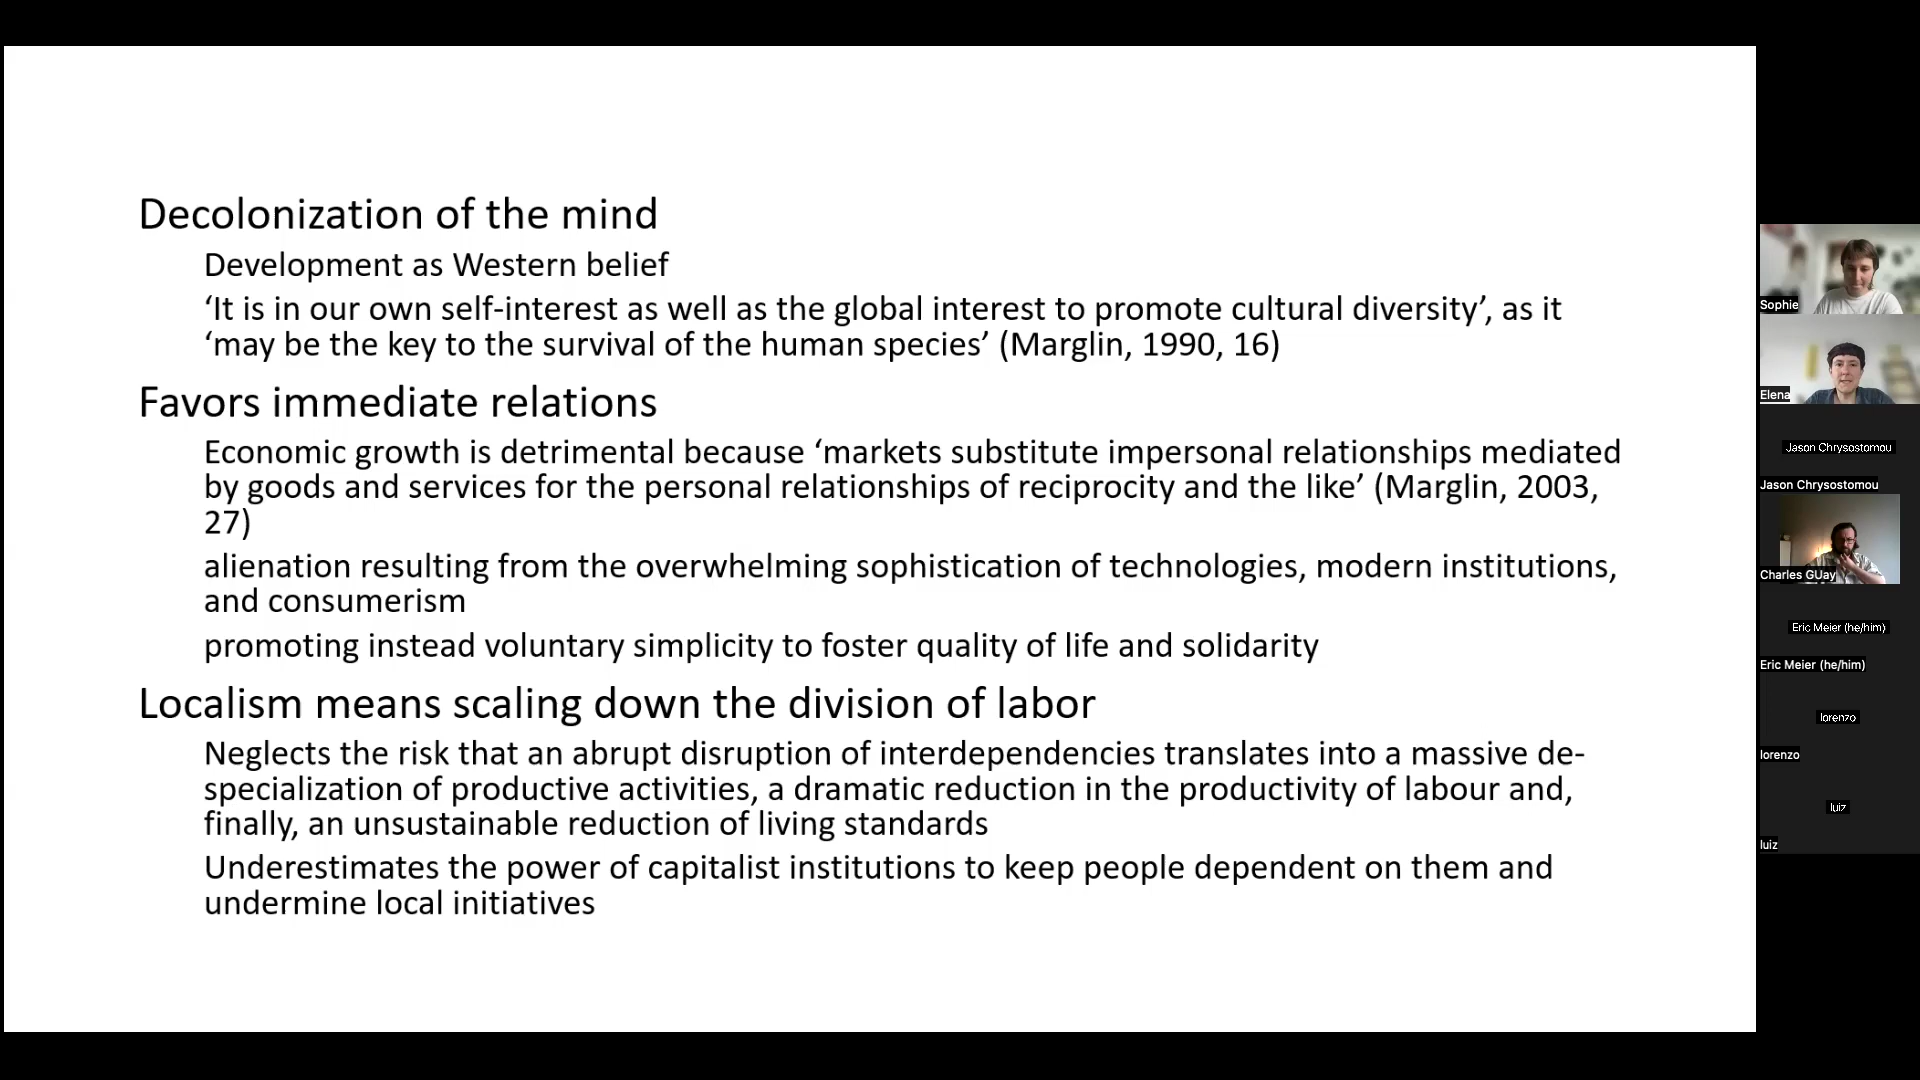 Decolonization of the mind
Development as Western belief
‘It is in our own self-interest as well as the global interest to promote cultural diversity’, as it
‘may be the key to the survival of the human species’ (Marglin, 1990, 16)
Favors immediate relations
Economic growth is detrimental because ‘markets substitute impersonal relationships mediated
by goods and services for the personal relationships of reciprocity and the like’ (Marglin, 2003,
27)
alienation resulting from the overwhelming sophistication of technologies, modern institutions,
and consumerism
promoting instead voluntary simplicity to foster quality of life and solidarity
Localism means scaling down the division of labor
Neglects the risk that an abrupt disruption of interdependencies translates into a massive de-
specialization of productive activities, a dramatic reduction in the productivity of labour and,
finally, an unsustainable reduction of living standards
Underestimates the power of capitalist institutions to keep people dependent on them and
undermine local initiatives
Sophie
Elena
Jason Chrysostomou
Jason Chrysostomou
Charles GUay
Eric Meier (he/him)
Eric Meier (he/him)
lorenzo
lorenzo
luiz
luiz